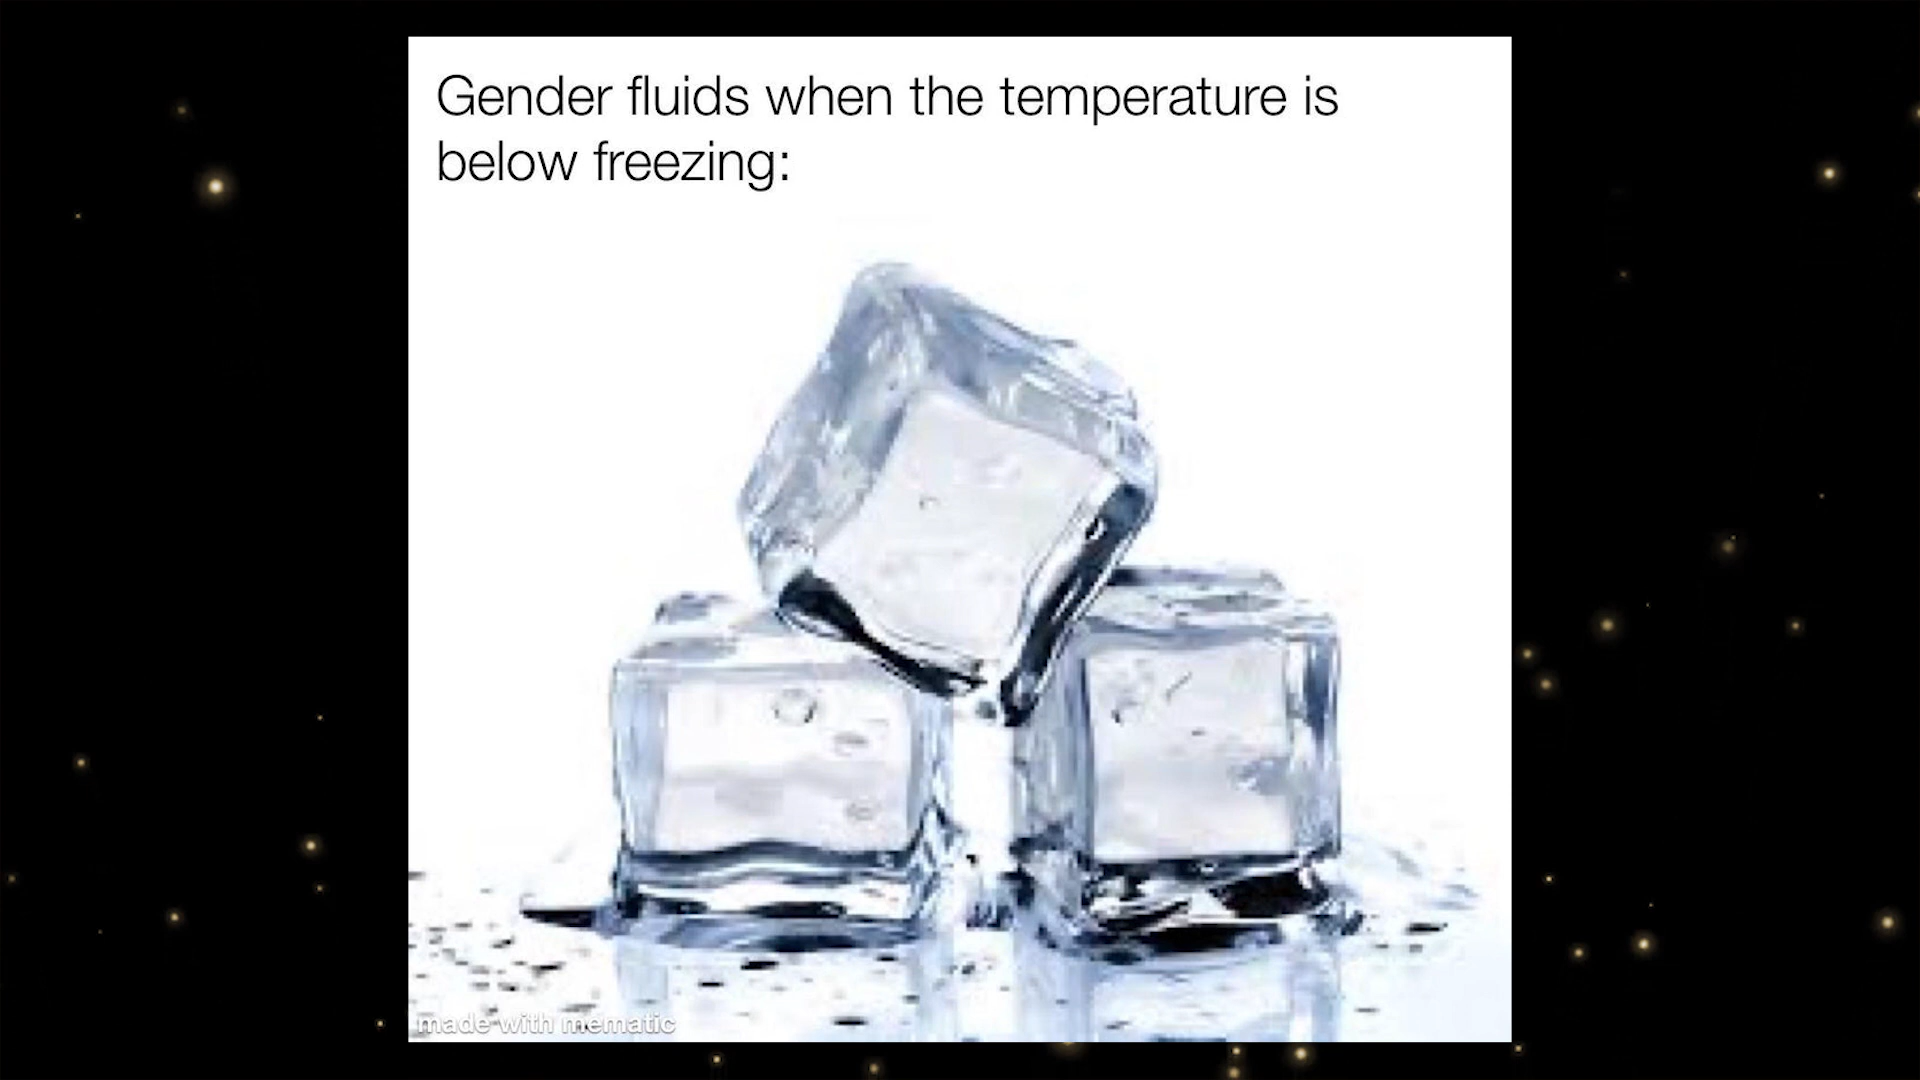 Gender fluids when the temperature is
below freezing:
made with mematic